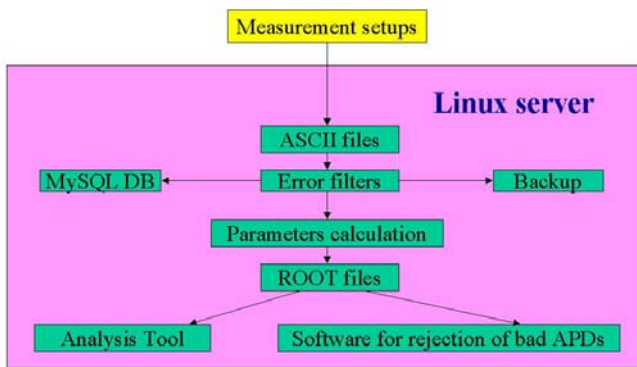 Measurement setups
Linux server
ASCII files
MySQL DB
Error filters
Backup
Parameters calculation
ROOT files
Analysis Tool
Software for rejection of bad APDs